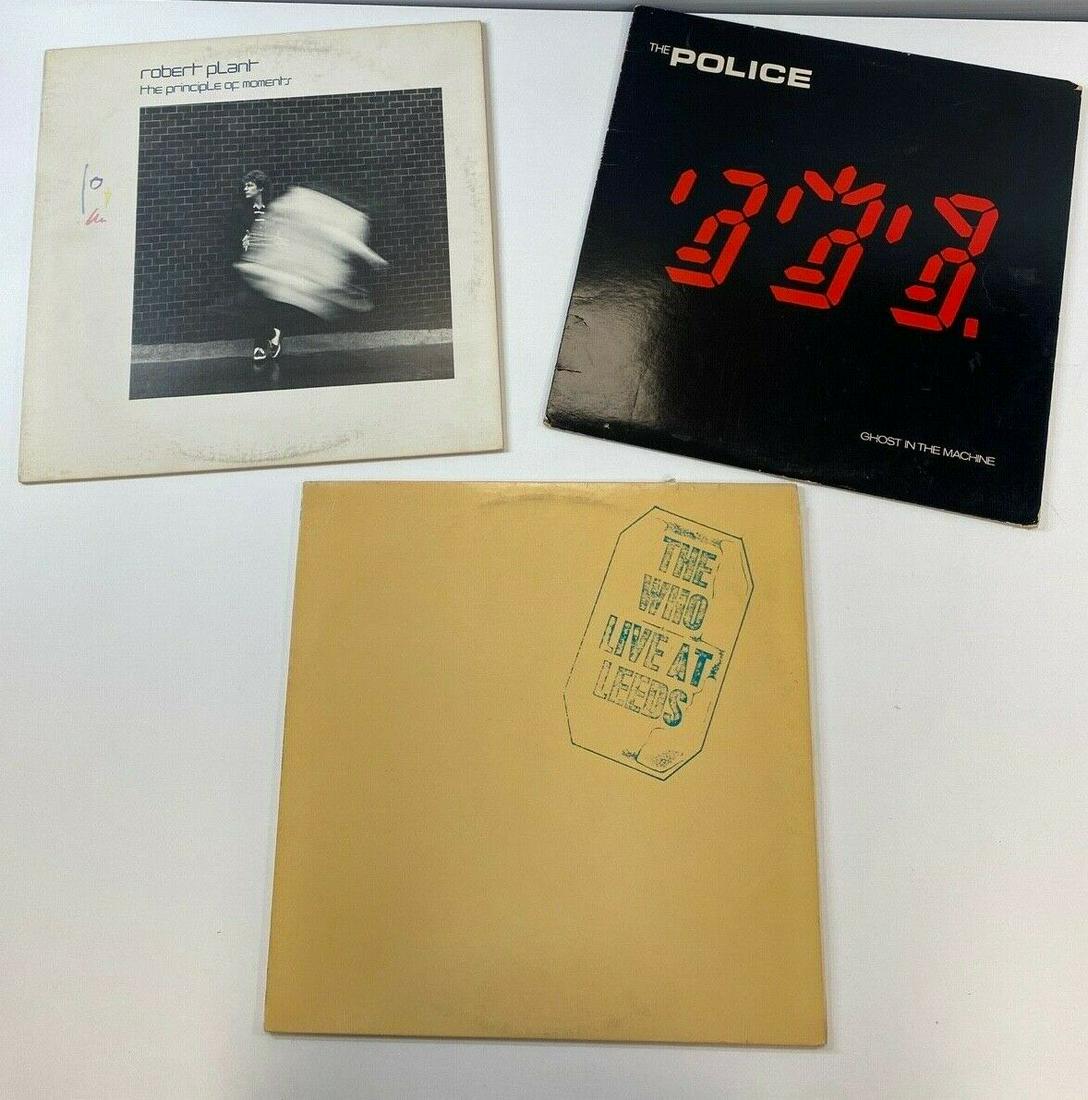 robert plant
the principle of moments
THE POLICE
GHOST IN THE MACHINE
THE
WHO
LIVE AT
LEEDS